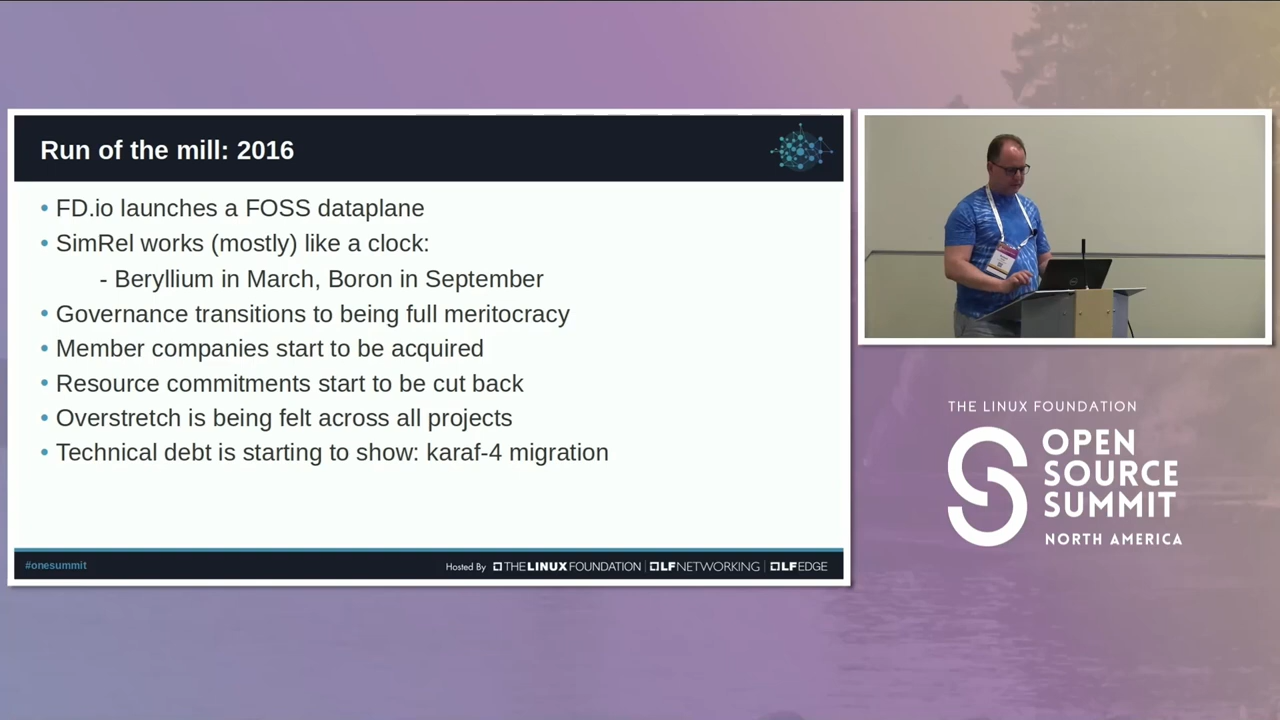 Run of the mill: 2016
• FD.io launches a FOSS dataplane
• SimRel works (mostly) like a clock:
- Beryllium in March, Boron in September
• Governance transitions to being full meritocracy
• Member companies start to be acquired
• Resource commitments start to be cut back
• Overstretch is being felt across all projects
• Technical debt is starting to show: karaf-4 migration
#onesummit
Hosted By THE LINUX FOUNDATION | LFNETWORKING | LFEDGE
THE LINUX FOUNDATION
OPEN
SOURCE
SUMMIT
NORTH AMERICA